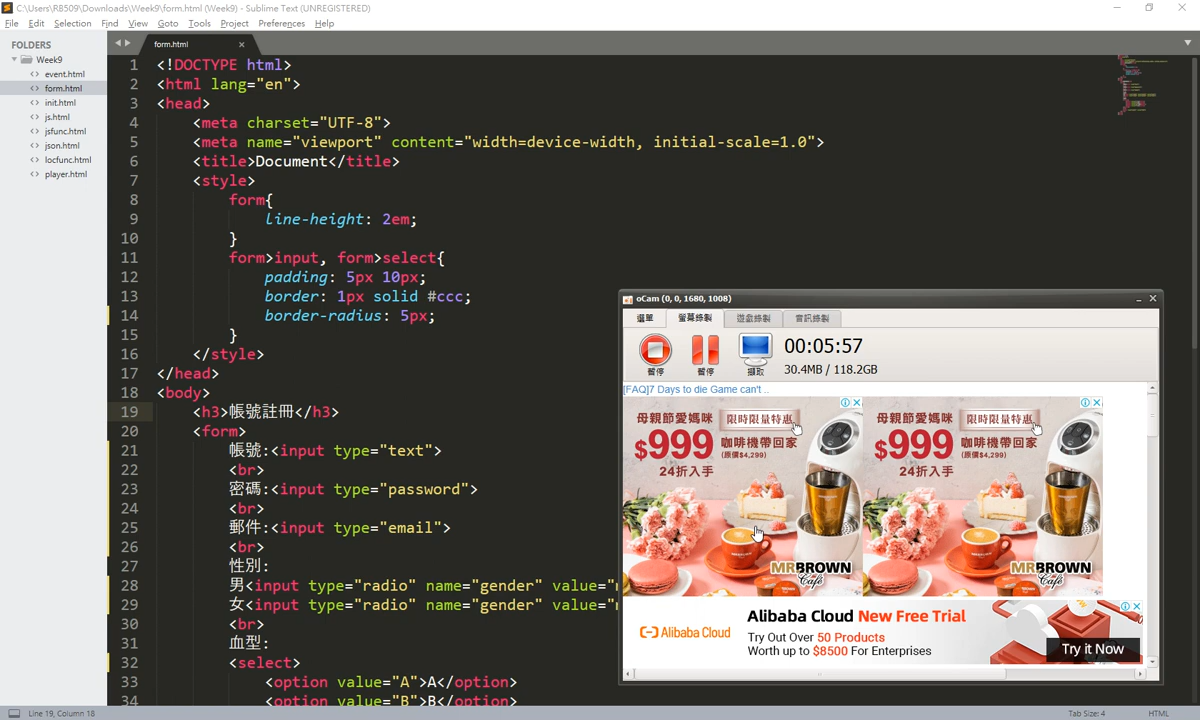 C:\Users\R8509\Downloads\Week9\form.html (Week9) - Sublime Text (UNREGISTERED)
File Edit Selection Find View Goto Tools Project Preferences Help
FOLDERS
Week9
event.html
form.html
init.html
js.html
jsfunc.html
json.html
locfunc.html
player.html
form.html
1 <!DOCTYPE html>
2 <html lang="en">
3 <head>
4 <meta charset="UTF-8">
5 <meta name="viewport" content="width=device-width, initial-scale=1.0">
6 <title>Document</title>
7 <style>
8 form{
9 line-height: 2em;
10 }
11 form>input, form>select{
12 padding: 5px 10px;
13 border: 1px solid #ccc;
14 border-radius: 5px;
15 }
16 </style>
17 </head>
18 <body>
19 <h3>帳號註冊</h3>
20 <form>
21 帳號:<input type="text">
22 <br>
23 密碼:<input type="password">
24 <br>
25 郵件:<input type="email">
26 <br>
27 性別:
28 男<input type="radio" name="gender" value="
29 女<input type="radio" name="gender" value="
30 <br>
31 血型:
32 <select>
33 <option value="A">A</option>
34 <option value="B">B</option>
oCam (0, 0, 1680, 1008)
選單 螢幕錄製 遊戲錄製 音訊錄製
暫停 暫停 擷取
00:05:57
30.4MB / 118.2GB
[FAQ]7 Days to die Game can't ..
母親節愛媽咪 限時限量特惠
$999 咖啡機帶回家
(原價$4,299)
24折入手
MRBROWN
Café
母親節愛媽咪 限時限量特惠
$999 咖啡機帶回家
(原價$4,299)
24折入手
MRBROWN
Café
Alibaba Cloud
Alibaba Cloud New Free Trial
Try Out Over 50 Products
Worth up to $8500 For Enterprises
Try it Now
Line 19, Column 18
Tab Size: 4
HTML